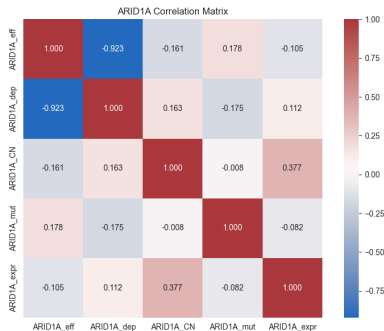 ARID1A Correlation Matrix
ARID1A_eff 1.000 -0.923 -0.161 0.178 -0.105
ARID1A_dep -0.923 1.000 0.163 -0.175 0.112
ARID1A_CN -0.161 0.163 1.000 -0.008 0.377
ARID1A_mut 0.178 -0.175 -0.008 1.000 -0.082
ARID1A_expr -0.105 0.112 0.377 -0.082 1.000
ARID1A_eff ARID1A_dep ARID1A_CN ARID1A_mut ARID1A_expr
1.00
0.75
0.50
0.25
0.00
-0.25
-0.50
-0.75